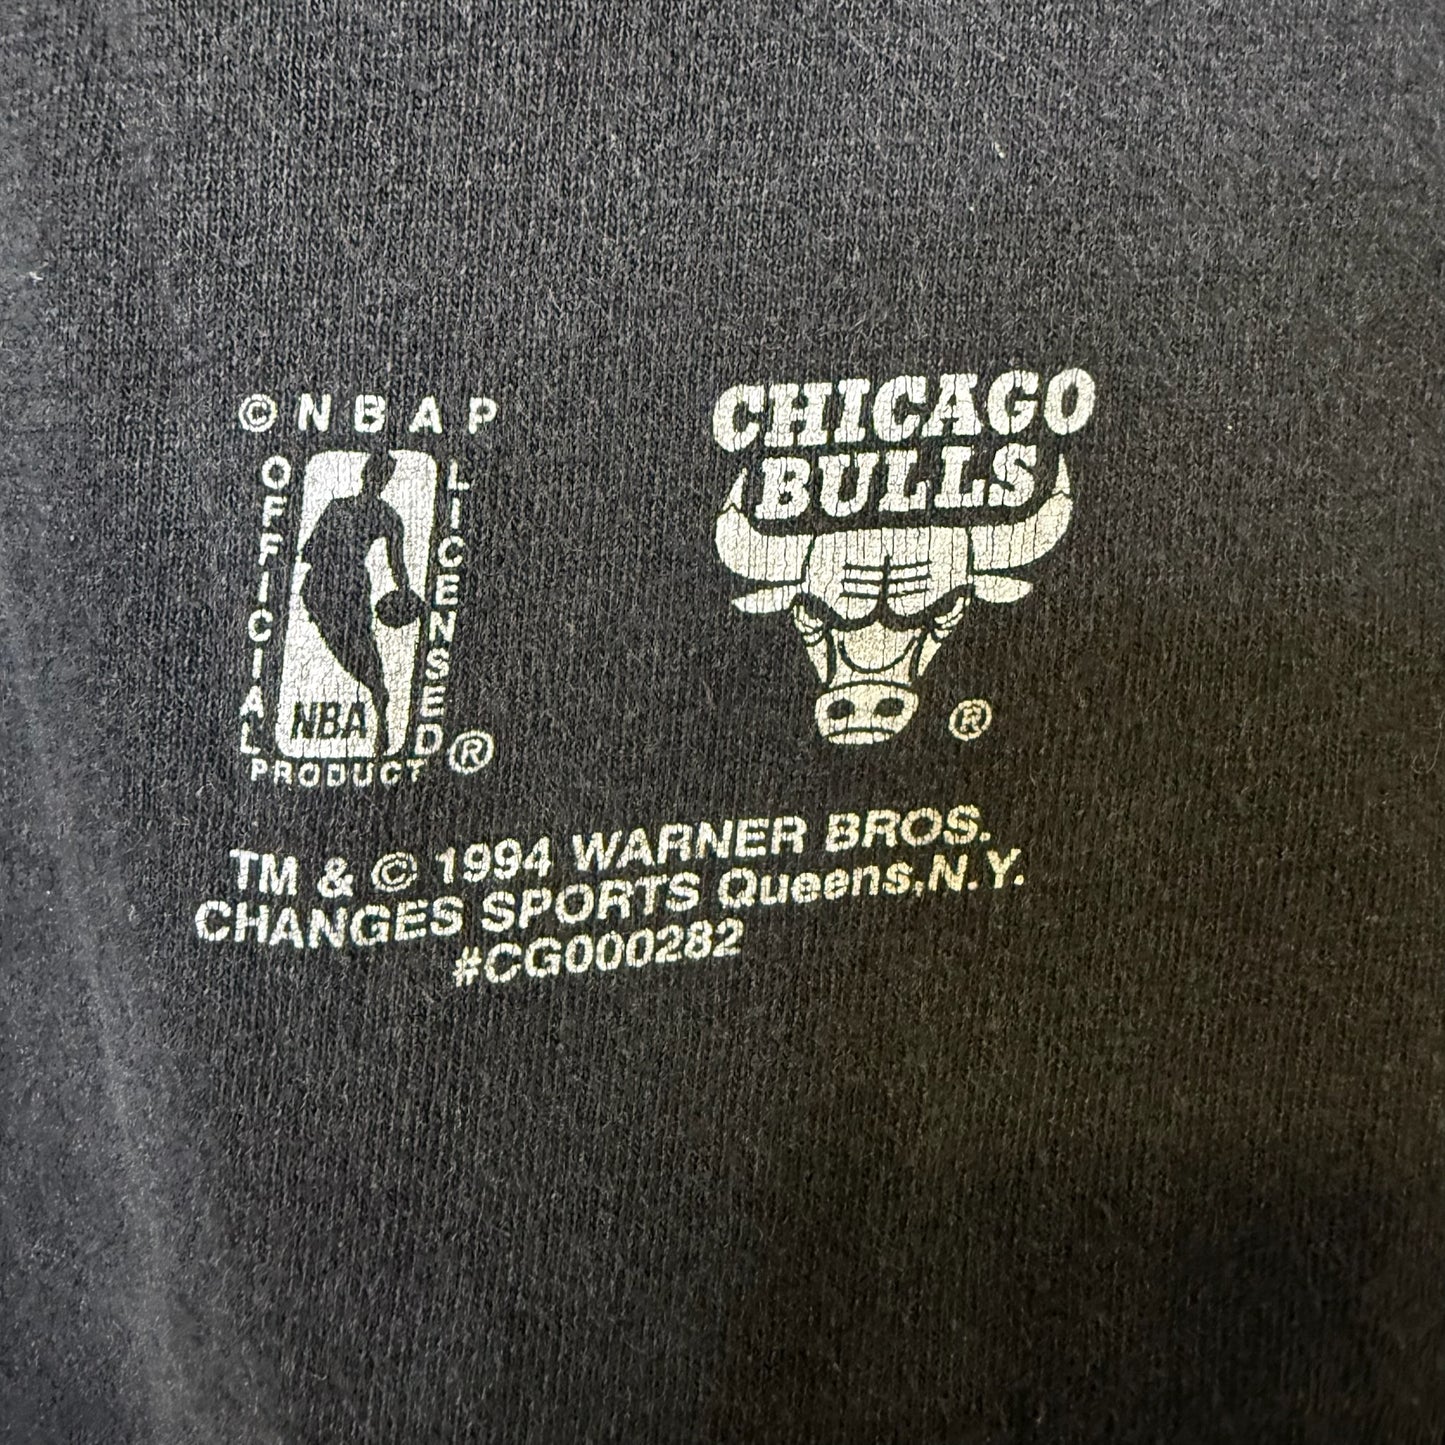 © NBAP
OFFICIAL
LICENSED
NBA
PRODUCT ®
CHICAGO
BULLS
®
TM & © 1994 WARNER BROS.
CHANGES SPORTS Queens,N.Y.
#CG000282